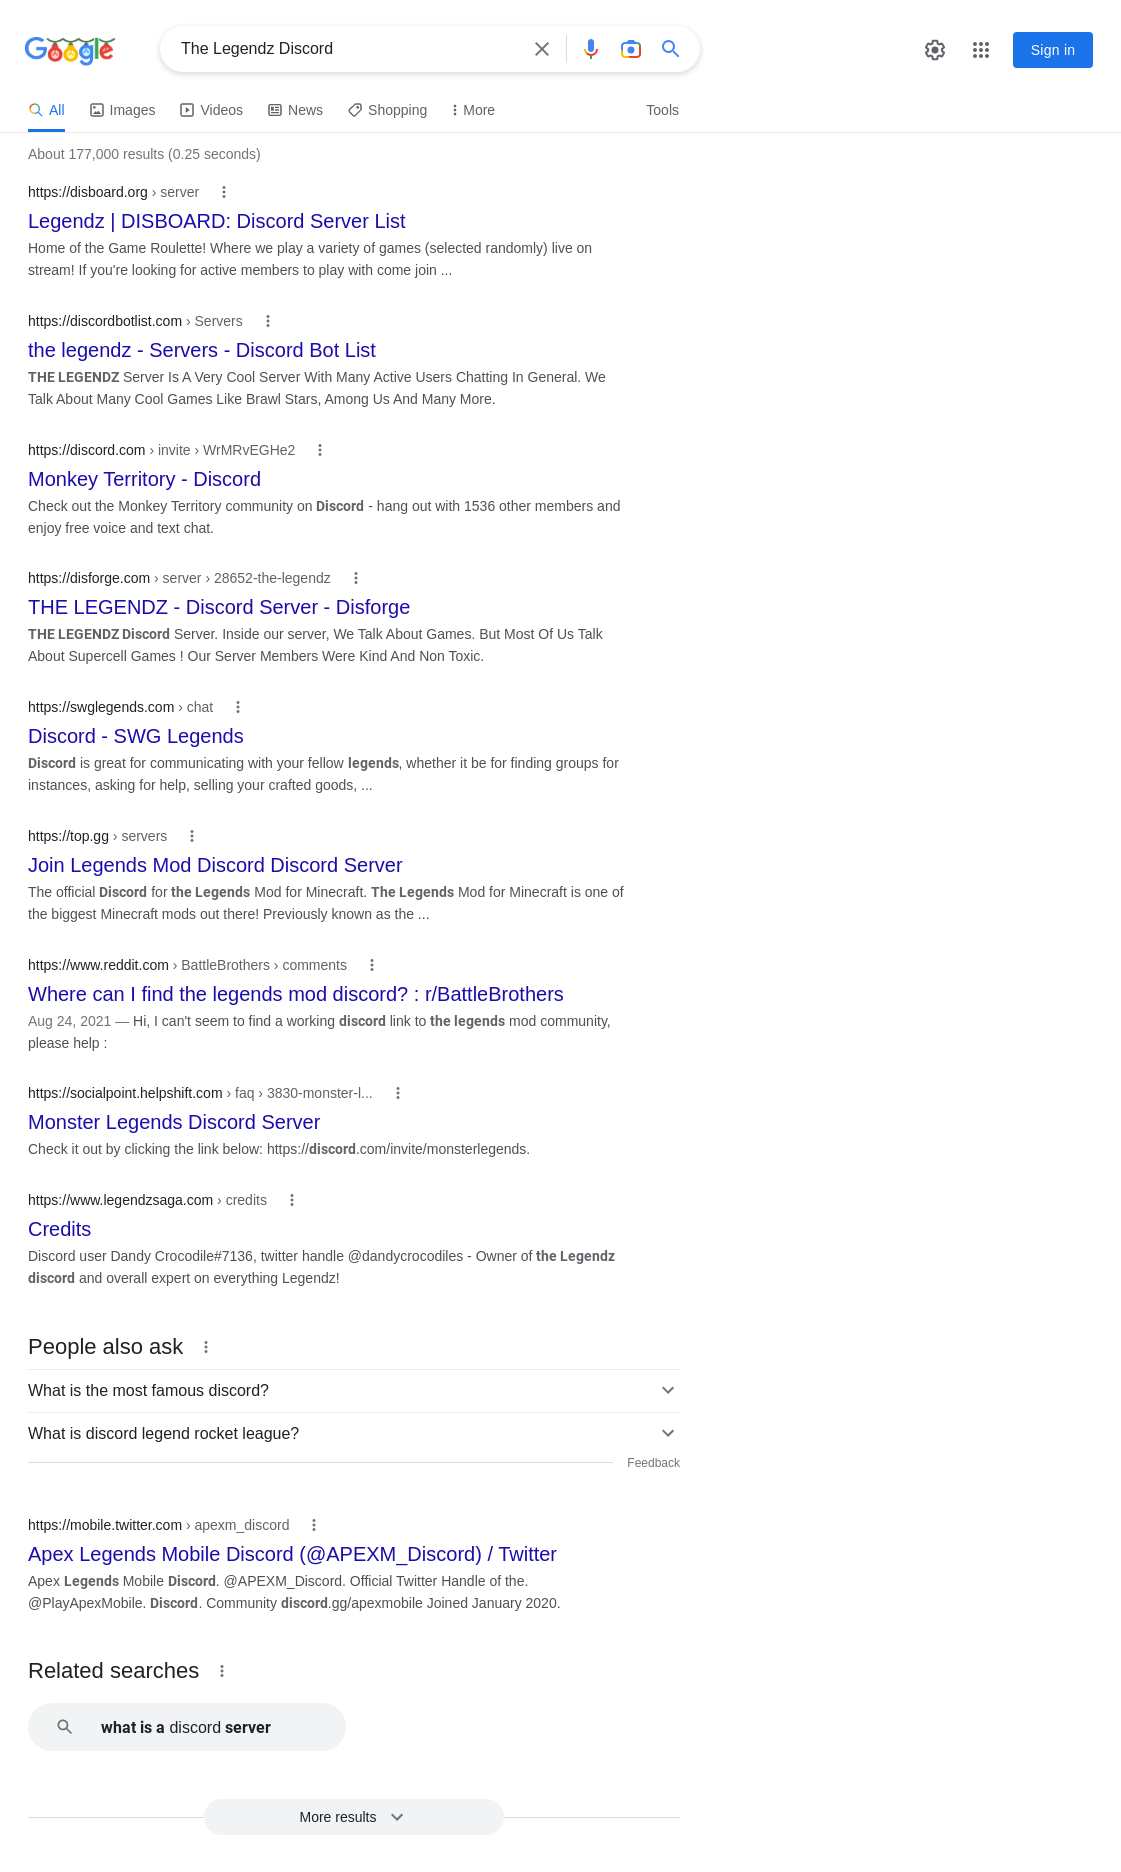 Google
The Legendz Discord
Sign in
All
Images
Videos
News
Shopping
More
Tools
About 177,000 results (0.25 seconds)
https://disboard.org › server
Legendz | DISBOARD: Discord Server List
Home of the Game Roulette! Where we play a variety of games (selected randomly) live on
stream! If you're looking for active members to play with come join ...
https://discordbotlist.com › Servers
the legendz - Servers - Discord Bot List
THE LEGENDZ Server Is A Very Cool Server With Many Active Users Chatting In General. We
Talk About Many Cool Games Like Brawl Stars, Among Us And Many More.
https://discord.com › invite › WrMRvEGHe2
Monkey Territory - Discord
Check out the Monkey Territory community on Discord - hang out with 1536 other members and
enjoy free voice and text chat.
https://disforge.com › server › 28652-the-legendz
THE LEGENDZ - Discord Server - Disforge
THE LEGENDZ Discord Server. Inside our server, We Talk About Games. But Most Of Us Talk
About Supercell Games ! Our Server Members Were Kind And Non Toxic.
https://swglegends.com › chat
Discord - SWG Legends
Discord is great for communicating with your fellow legends, whether it be for finding groups for
instances, asking for help, selling your crafted goods, ...
https://top.gg › servers
Join Legends Mod Discord Discord Server
The official Discord for the Legends Mod for Minecraft. The Legends Mod for Minecraft is one of
the biggest Minecraft mods out there! Previously known as the ...
https://www.reddit.com › BattleBrothers › comments
Where can I find the legends mod discord? : r/BattleBrothers
Aug 24, 2021 — Hi, I can't seem to find a working discord link to the legends mod community,
please help :
https://socialpoint.helpshift.com › faq › 3830-monster-l...
Monster Legends Discord Server
Check it out by clicking the link below: https://discord.com/invite/monsterlegends.
https://www.legendzsaga.com › credits
Credits
Discord user Dandy Crocodile#7136, twitter handle @dandycrocodiles - Owner of the Legendz
discord and overall expert on everything Legendz!
People also ask
What is the most famous discord?
What is discord legend rocket league?
Feedback
https://mobile.twitter.com › apexm_discord
Apex Legends Mobile Discord (@APEXM_Discord) / Twitter
Apex Legends Mobile Discord. @APEXM_Discord. Official Twitter Handle of the.
@PlayApexMobile. Discord. Community discord.gg/apexmobile Joined January 2020.
Related searches
what is a discord server
More results